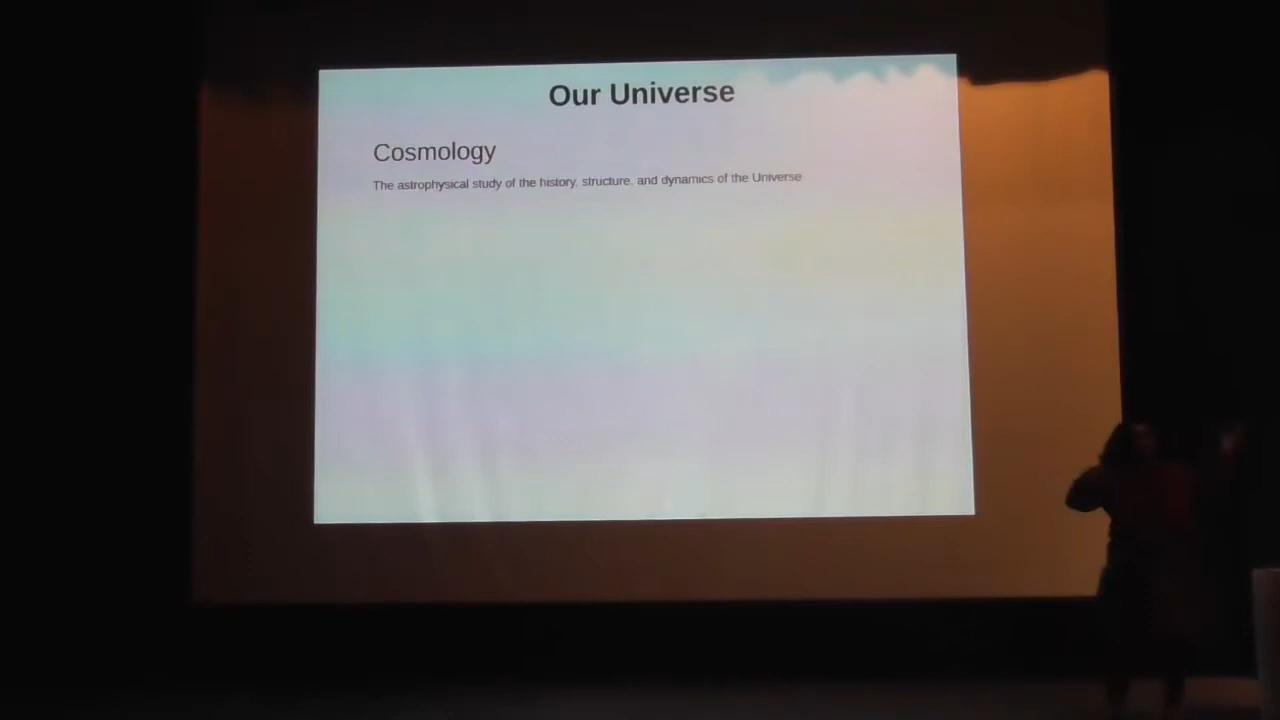 Our Universe
Cosmology
The astrophysical study of the history, structure, and dynamics of the Universe